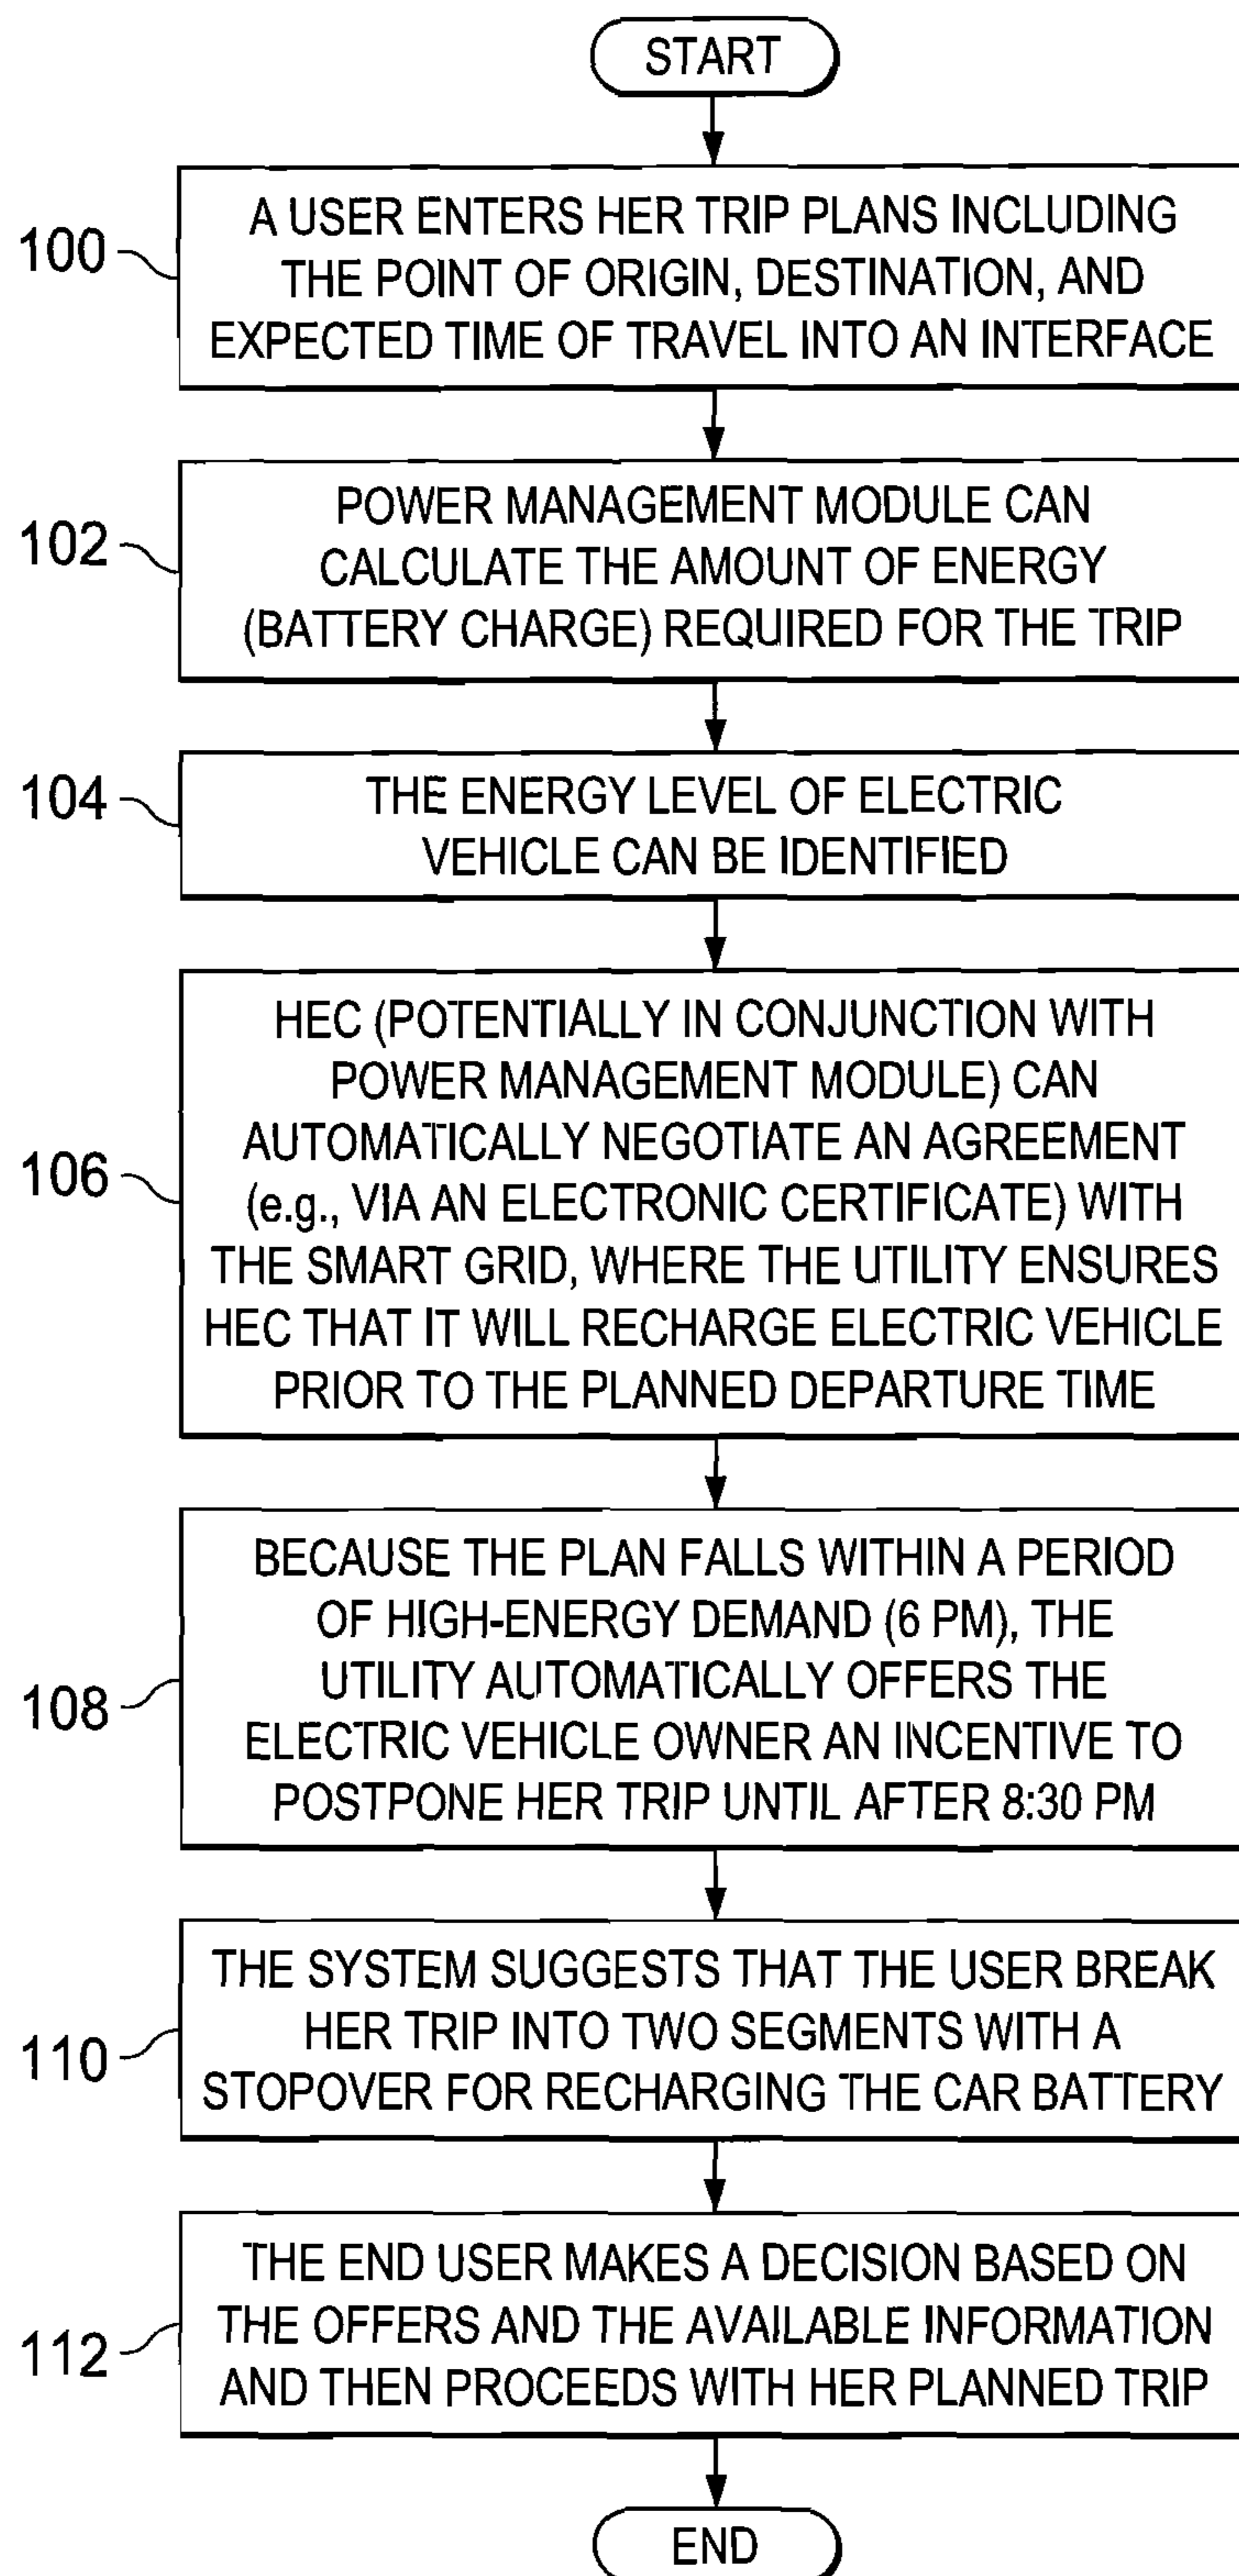 START
100
A USER ENTERS HER TRIP PLANS INCLUDING
THE POINT OF ORIGIN, DESTINATION, AND
EXPECTED TIME OF TRAVEL INTO AN INTERFACE
102
POWER MANAGEMENT MODULE CAN
CALCULATE THE AMOUNT OF ENERGY
(BATTERY CHARGE) REQUIRED FOR THE TRIP
104
THE ENERGY LEVEL OF ELECTRIC
VEHICLE CAN BE IDENTIFIED
106
HEC (POTENTIALLY IN CONJUNCTION WITH
POWER MANAGEMENT MODULE) CAN
AUTOMATICALLY NEGOTIATE AN AGREEMENT
(e.g., VIA AN ELECTRONIC CERTIFICATE) WITH
THE SMART GRID, WHERE THE UTILITY ENSURES
HEC THAT IT WILL RECHARGE ELECTRIC VEHICLE
PRIOR TO THE PLANNED DEPARTURE TIME
108
BECAUSE THE PLAN FALLS WITHIN A PERIOD
OF HIGH-ENERGY DEMAND (6 PM), THE
UTILITY AUTOMATICALLY OFFERS THE
ELECTRIC VEHICLE OWNER AN INCENTIVE TO
POSTPONE HER TRIP UNTIL AFTER 8:30 PM
110
THE SYSTEM SUGGESTS THAT THE USER BREAK
HER TRIP INTO TWO SEGMENTS WITH A
STOPOVER FOR RECHARGING THE CAR BATTERY
112
THE END USER MAKES A DECISION BASED ON
THE OFFERS AND THE AVAILABLE INFORMATION
AND THEN PROCEEDS WITH HER PLANNED TRIP
END